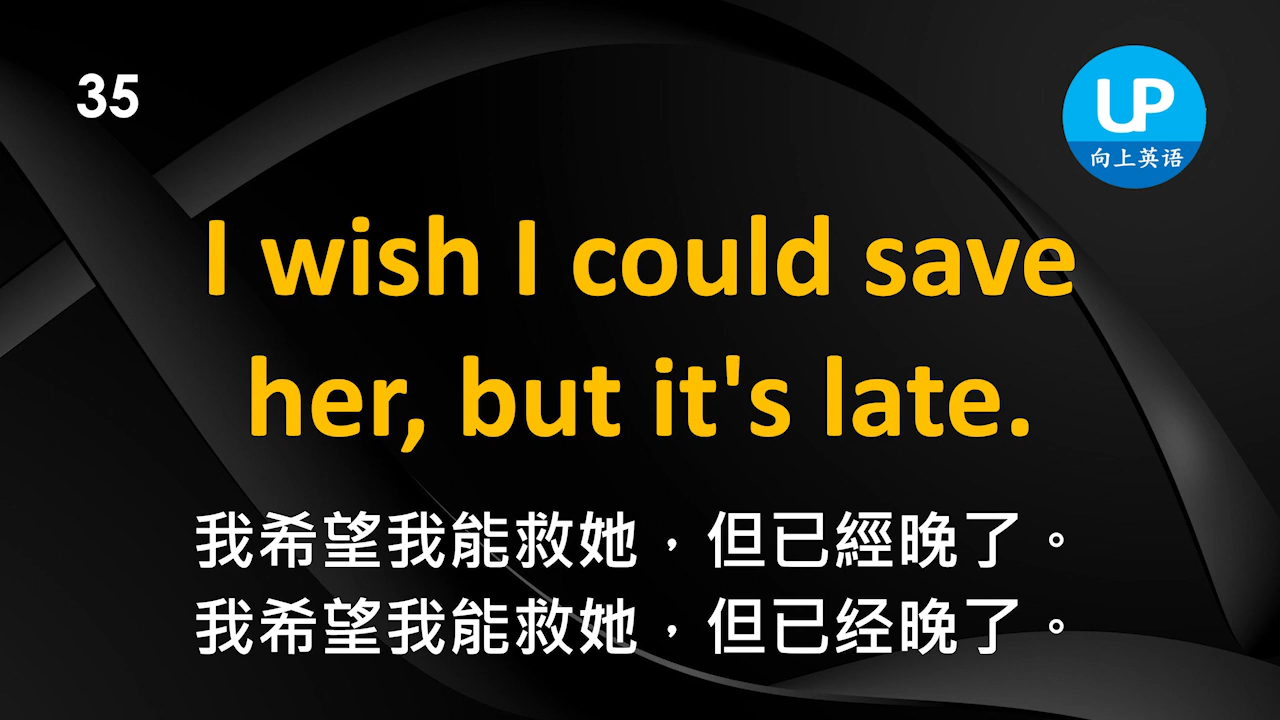 35
UP
向上英语
I wish I could save
her, but it's late.
我希望我能救她，但已經晚了。
我希望我能救她，但已经晚了。